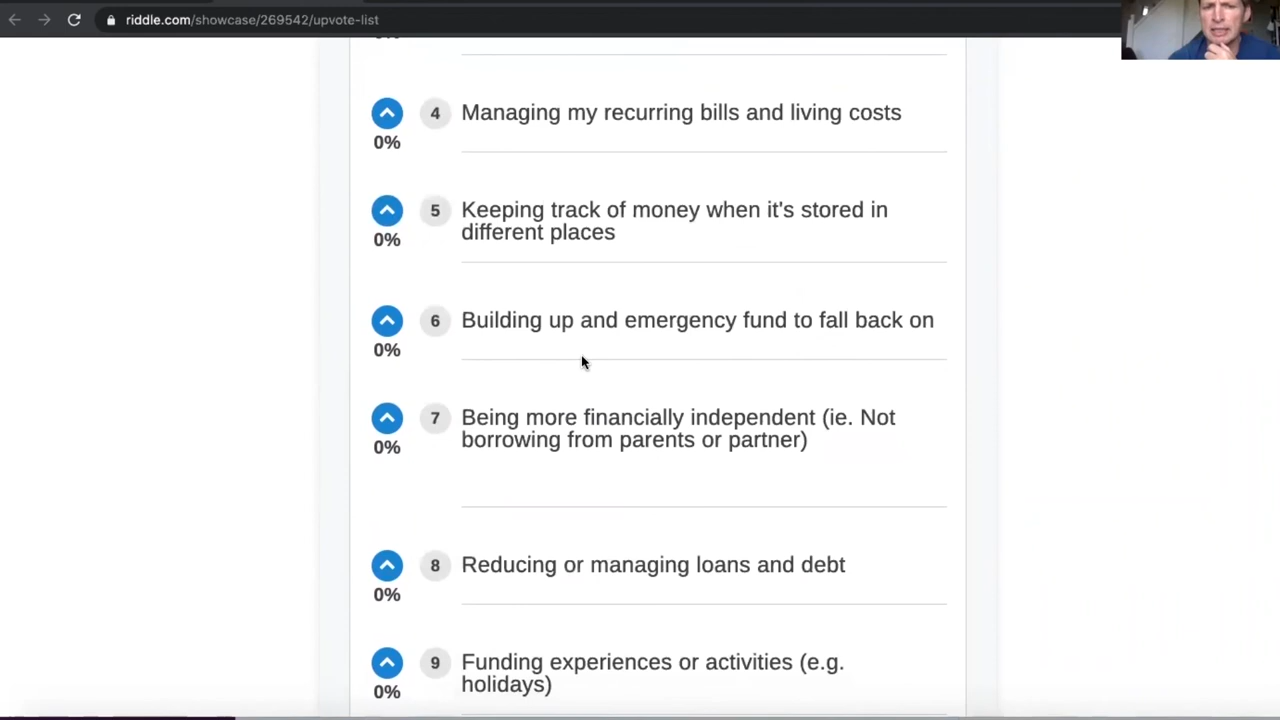 riddle.com/showcase/269542/upvote-list
4 Managing my recurring bills and living costs
0%
5 Keeping track of money when it's stored in
different places
0%
6 Building up and emergency fund to fall back on
0%
7 Being more financially independent (ie. Not
borrowing from parents or partner)
0%
8 Reducing or managing loans and debt
0%
9 Funding experiences or activities (e.g.
holidays)
0%